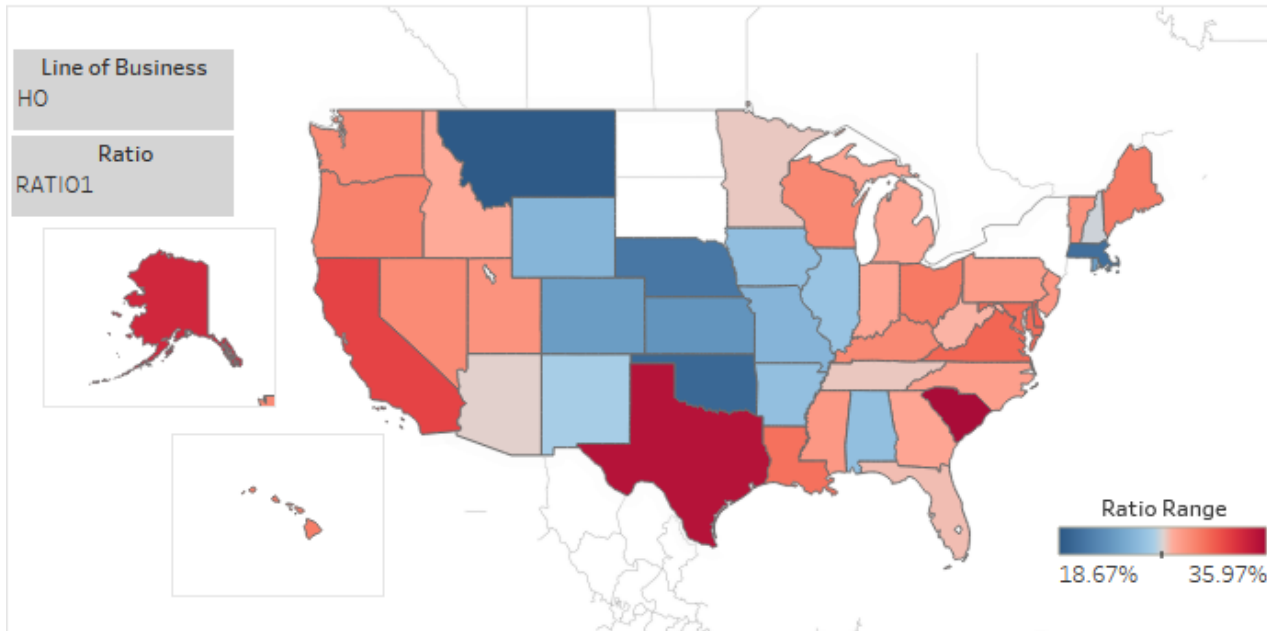 Line of Business
HO
Ratio
RATIO1
Ratio Range
18.67% 35.97%